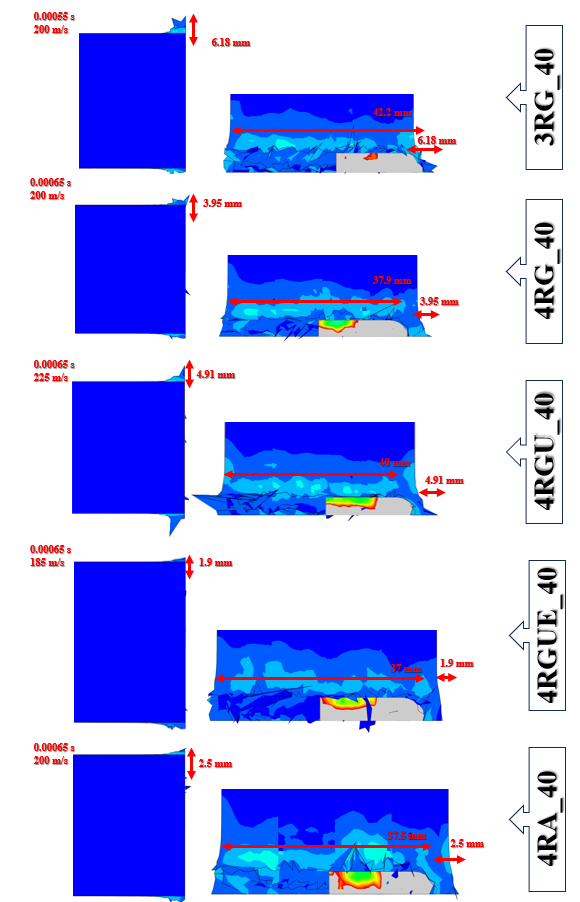 0.00055 s
200 m/s
6.18 mm
42.2 mm
6.18 mm
3RG_40
0.00065 s
200 m/s
3.95 mm
37.9 mm
3.95 mm
4RG_40
0.00065 s
225 m/s
4.91 mm
40 mm
4.91 mm
4RGU_40
0.00065 s
185 m/s
1.9 mm
37 mm
1.9 mm
4RGUE_40
0.00065 s
200 m/s
2.5 mm
37.5 mm
2.5 mm
4RA_40